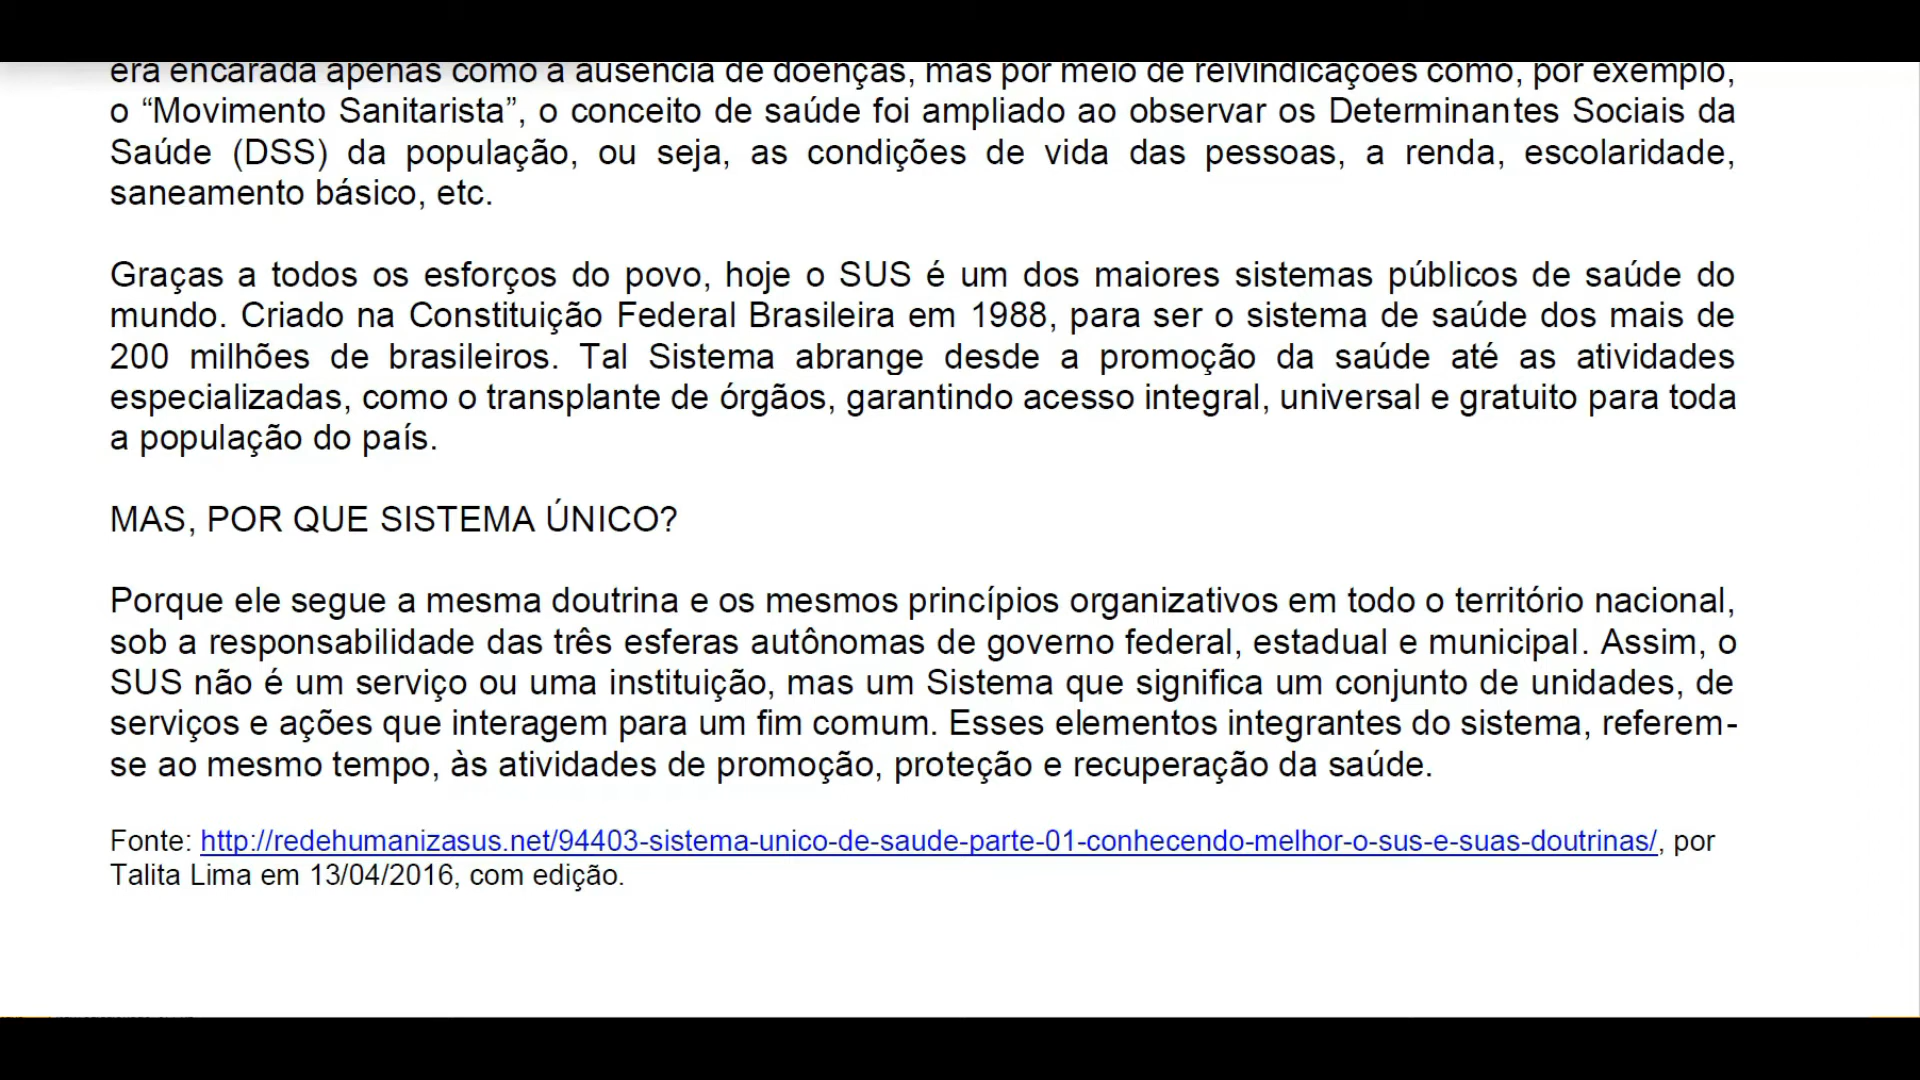 era encarada apenas como a ausência de doenças, mas por meio de reivindicações como, por exemplo,
o “Movimento Sanitarista”, o conceito de saúde foi ampliado ao observar os Determinantes Sociais da
Saúde (DSS) da população, ou seja, as condições de vida das pessoas, a renda, escolaridade,
saneamento básico, etc.
Graças a todos os esforços do povo, hoje o SUS é um dos maiores sistemas públicos de saúde do
mundo. Criado na Constituição Federal Brasileira em 1988, para ser o sistema de saúde dos mais de
200 milhões de brasileiros. Tal Sistema abrange desde a promoção da saúde até as atividades
especializadas, como o transplante de órgãos, garantindo acesso integral, universal e gratuito para toda
a população do país.
MAS, POR QUE SISTEMA ÚNICO?
Porque ele segue a mesma doutrina e os mesmos princípios organizativos em todo o território nacional,
sob a responsabilidade das três esferas autônomas de governo federal, estadual e municipal. Assim, o
SUS não é um serviço ou uma instituição, mas um Sistema que significa um conjunto de unidades, de
serviços e ações que interagem para um fim comum. Esses elementos integrantes do sistema, referem-
se ao mesmo tempo, às atividades de promoção, proteção e recuperação da saúde.
Fonte: http://redehumanizasus.net/94403-sistema-unico-de-saude-parte-01-conhecendo-melhor-o-sus-e-suas-doutrinas/, por
Talita Lima em 13/04/2016, com edição.